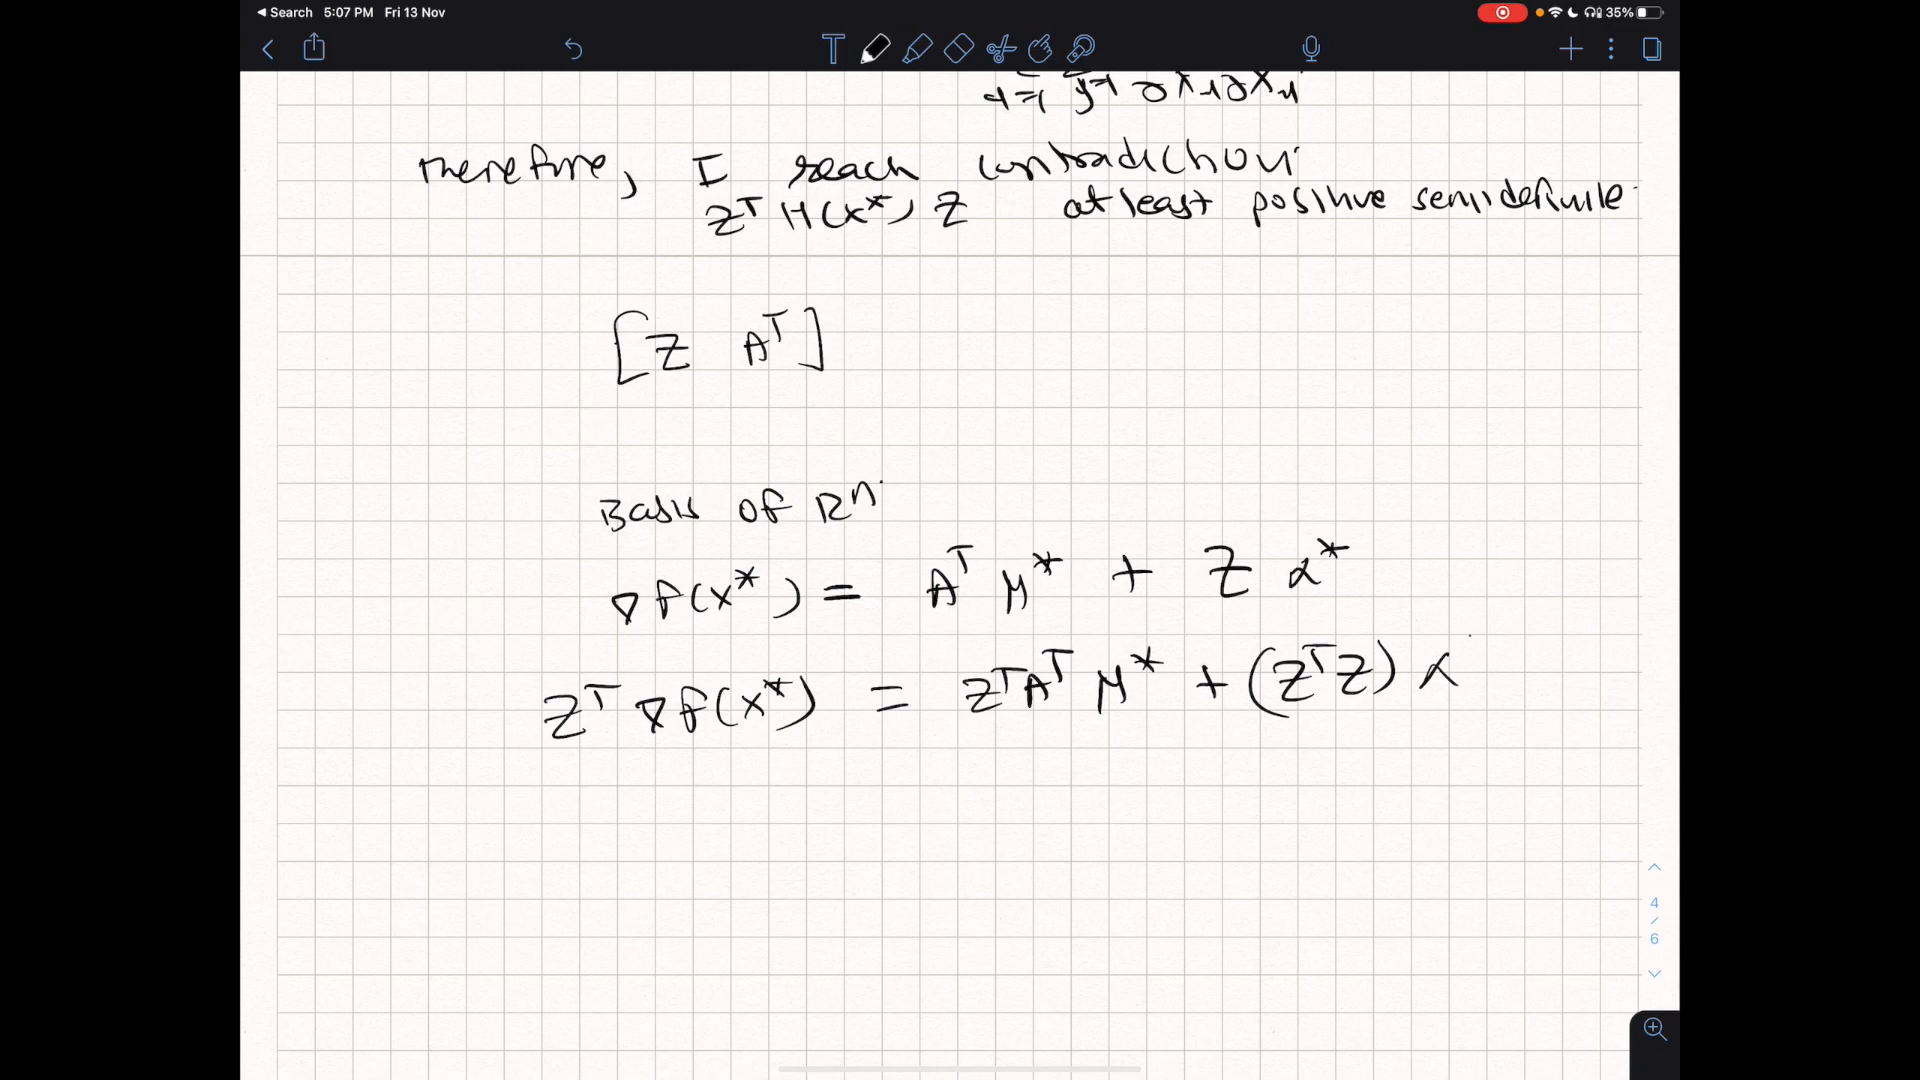 Search 5:07 PM Fri 13 Nov 35%
therefore, I reach contradiction
Z^T H(x*) Z at least positive semidefinite
[Z A^T]
Basis of R^n
∇f(x*) = A^T μ* + Z α*
Z^T ∇f(x*) = Z^T A^T μ* + (Z^T Z) α
4
/
6